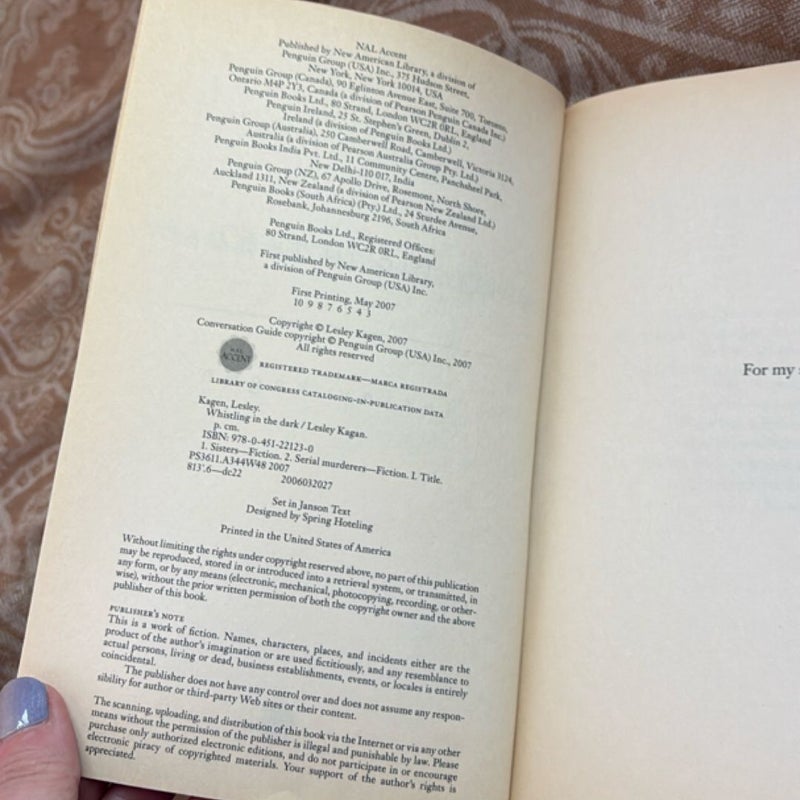 NAL Accent
Published by New American Library, a division of
Penguin Group (USA) Inc., 375 Hudson Street,
New York, New York 10014, USA
Penguin Group (Canada), 90 Eglinton Avenue East, Suite 700, Toronto,
Ontario M4P 2Y3, Canada (a division of Pearson Penguin Canada Inc.)
Penguin Books Ltd., 80 Strand, London WC2R 0RL, England
Penguin Ireland, 25 St. Stephen's Green, Dublin 2,
Ireland (a division of Penguin Books Ltd.)
Penguin Group (Australia), 250 Camberwell Road, Camberwell, Victoria 3124,
Australia (a division of Pearson Australia Group Pty. Ltd.)
Penguin Books India Pvt. Ltd., 11 Community Centre, Panchsheel Park,
New Delhi-110 017, India
Penguin Group (NZ), 67 Apollo Drive, Rosemont, North Shore,
Auckland 1311, New Zealand (a division of Pearson New Zealand Ltd.)
Penguin Books (South Africa) (Pty.) Ltd., 24 Sturdee Avenue,
Rosebank, Johannesburg 2196, South Africa
Penguin Books Ltd., Registered Offices:
80 Strand, London WC2R 0RL, England
First published by New American Library,
a division of Penguin Group (USA) Inc.
First Printing, May 2007
10 9 8 7 6 5 4 3
Copyright © Lesley Kagen, 2007
Conversation Guide copyright © Penguin Group (USA) Inc., 2007
All rights reserved
NAL
ACCENT
REGISTERED TRADEMARK—MARCA REGISTRADA
LIBRARY OF CONGRESS CATALOGING-IN-PUBLICATION DATA
Kagen, Lesley.
Whistling in the dark / Lesley Kagan.
p. cm.
ISBN: 978-0-451-22123-0
1. Sisters—Fiction. 2. Serial murderers—Fiction. I. Title.
PS3611.A344W48 2007
813'.6—dc22 2006032027
Set in Janson Text
Designed by Spring Hoteling
Printed in the United States of America
Without limiting the rights under copyright reserved above, no part of this publication
may be reproduced, stored in or introduced into a retrieval system, or transmitted, in
any form, or by any means (electronic, mechanical, photocopying, recording, or other-
wise), without the prior written permission of both the copyright owner and the above
publisher of this book.
PUBLISHER'S NOTE
This is a work of fiction. Names, characters, places, and incidents either are the
product of the author's imagination or are used fictitiously, and any resemblance to
actual persons, living or dead, business establishments, events, or locales is entirely
coincidental.
The publisher does not have any control over and does not assume any respon-
sibility for author or third-party Web sites or their content.
The scanning, uploading, and distribution of this book via the Internet or via any other
means without the permission of the publisher is illegal and punishable by law. Please
purchase only authorized electronic editions, and do not participate in or encourage
electronic piracy of copyrighted materials. Your support of the author's rights is
appreciated.
For my